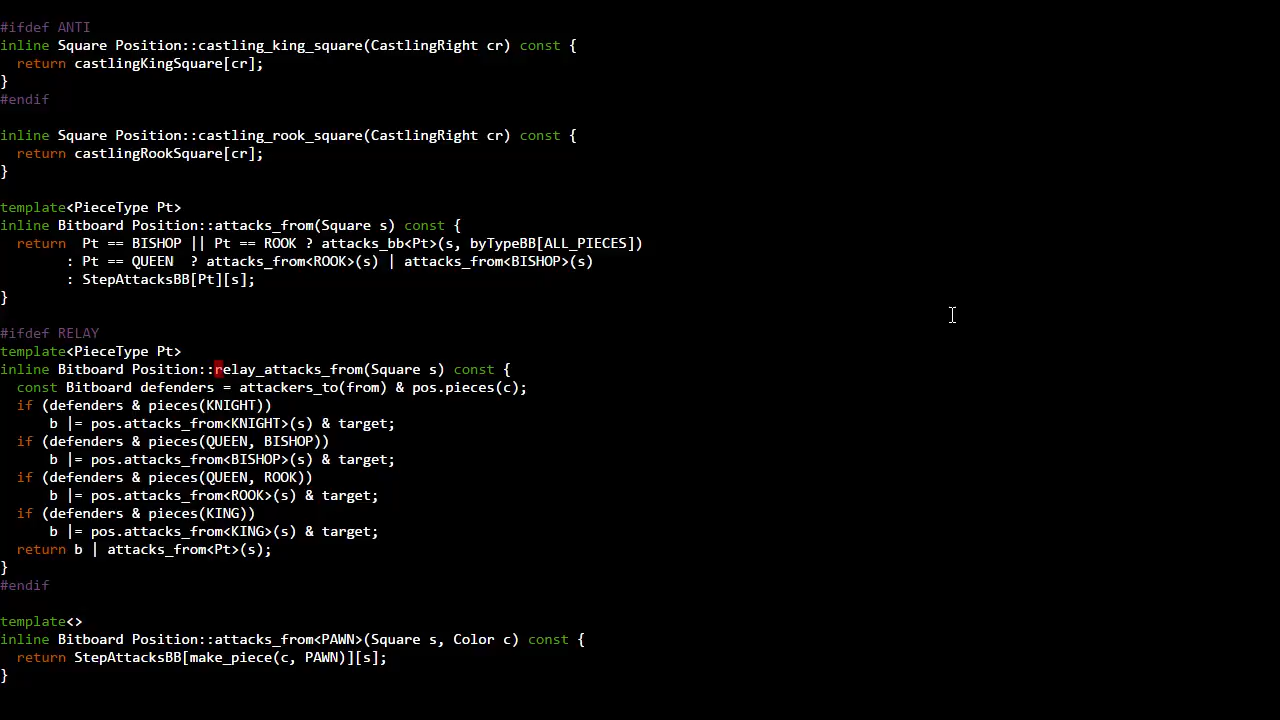 #ifdef ANTI
inline Square Position::castling_king_square(CastlingRight cr) const {
  return castlingKingSquare[cr];
}
#endif

inline Square Position::castling_rook_square(CastlingRight cr) const {
  return castlingRookSquare[cr];
}

template<PieceType Pt>
inline Bitboard Position::attacks_from(Square s) const {
  return  Pt == BISHOP || Pt == ROOK ? attacks_bb<Pt>(s, byTypeBB[ALL_PIECES])
        : Pt == QUEEN  ? attacks_from<ROOK>(s) | attacks_from<BISHOP>(s)
        : StepAttacksBB[Pt][s];
}

#ifdef RELAY
template<PieceType Pt>
inline Bitboard Position::relay_attacks_from(Square s) const {
  const Bitboard defenders = attackers_to(from) & pos.pieces(c);
  if (defenders & pieces(KNIGHT))
      b |= pos.attacks_from<KNIGHT>(s) & target;
  if (defenders & pieces(QUEEN, BISHOP))
      b |= pos.attacks_from<BISHOP>(s) & target;
  if (defenders & pieces(QUEEN, ROOK))
      b |= pos.attacks_from<ROOK>(s) & target;
  if (defenders & pieces(KING))
      b |= pos.attacks_from<KING>(s) & target;
  return b | attacks_from<Pt>(s);
}
#endif

template<>
inline Bitboard Position::attacks_from<PAWN>(Square s, Color c) const {
  return StepAttacksBB[make_piece(c, PAWN)][s];
}